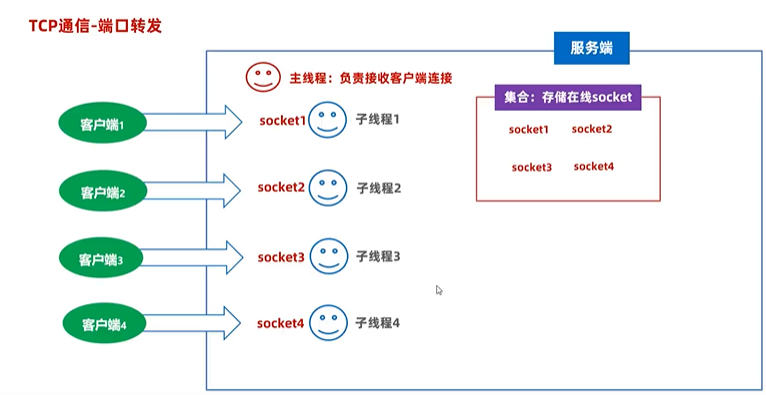 TCP通信-端口转发
服务端
主线程：负责接收客户端连接
集合：存储在线socket
客户端1
socket1
子线程1
socket1
socket2
客户端2
socket2
子线程2
socket3
socket4
客户端3
socket3
子线程3
客户端4
socket4
子线程4